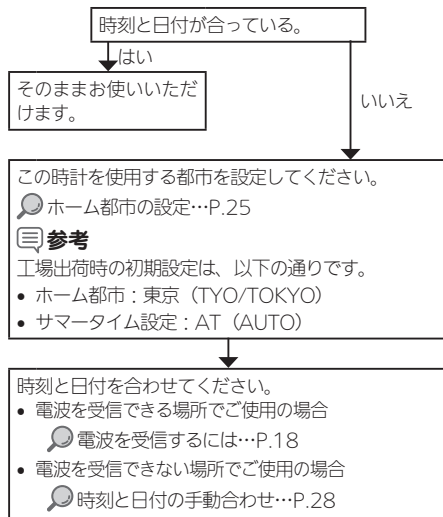 時刻と日付が合っている。
はい
そのままお使いいただ
けます。
いいえ
この時計を使用する都市を設定してください。
ホーム都市の設定…P.25
参考
工場出荷時の初期設定は、以下の通りです。
• ホーム都市：東京（TYO/TOKYO）
• サマータイム設定：AT（AUTO）
時刻と日付を合わせてください。
• 電波を受信できる場所でご使用の場合
電波を受信するには…P.18
• 電波を受信できない場所でご使用の場合
時刻と日付の手動合わせ…P.28